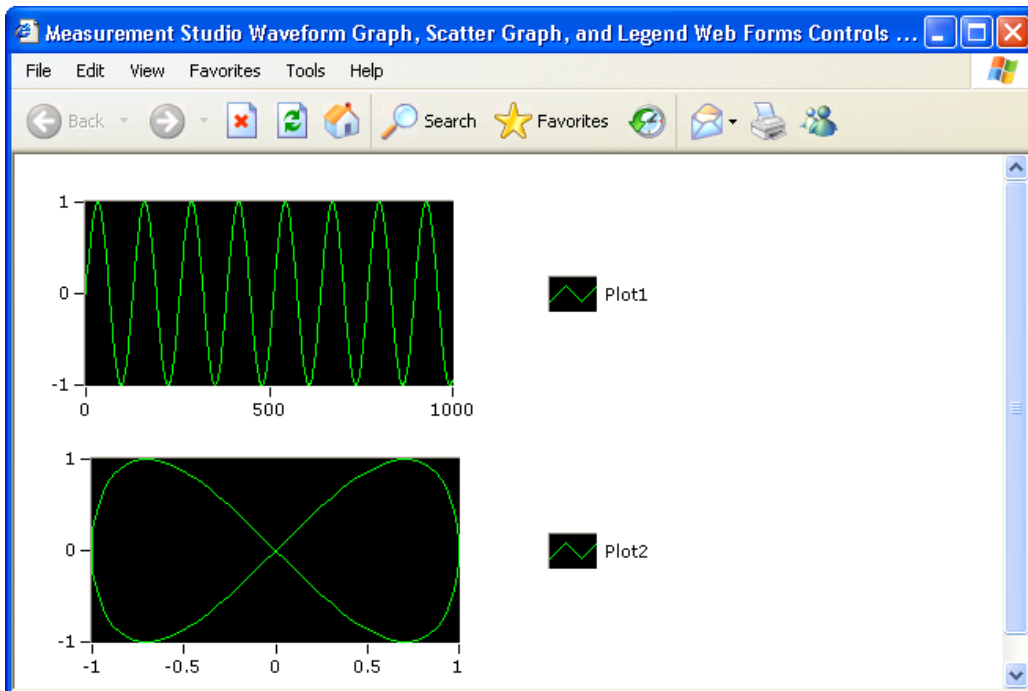 Measurement Studio Waveform Graph, Scatter Graph, and Legend Web Forms Controls ...
File Edit View Favorites Tools Help
Back Search Favorites
1
0
-1
0 500 1000
Plot1
1
0
-1
-1 -0.5 0 0.5 1
Plot2